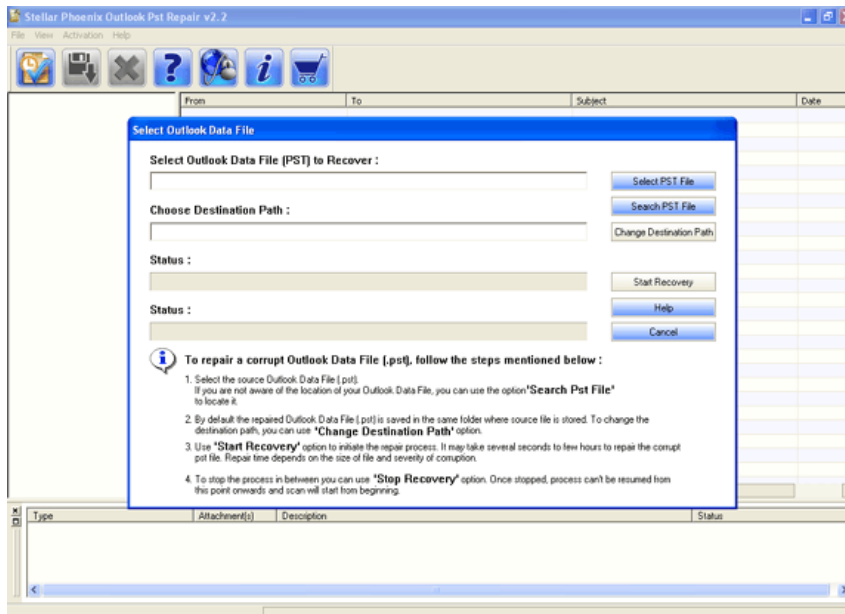 Stellar Phoenix Outlook Pst Repair v2.2
File View Activation Help
From To Subject Date
Select Outlook Data File
Select Outlook Data File (PST) to Recover :
Select PST File
Search PST File
Choose Destination Path :
Change Destination Path
Status :
Start Recovery
Status :
Help
Cancel
To repair a corrupt Outlook Data File (.pst), follow the steps mentioned below :
1. Select the source Outlook Data File (.pst).
If you are not aware of the location of your Outlook Data File, you can use the option "Search Pst File"
to locate it.
2. By default the repaired Outlook Data File (.pst) is saved in the same folder where source file is stored. To change the
destination path, you can use "Change Destination Path" option.
3. Use "Start Recovery" option to initiate the repair process. It may take several seconds to few hours to repair the corrupt
pst file. Repair time depends on the size of file and severity of corruption.
4. To stop the process in between you can use "Stop Recovery" option. Once stopped, process can't be resumed from
this point onwards and scan will start from beginning.
Type Attachment(s) Description Status